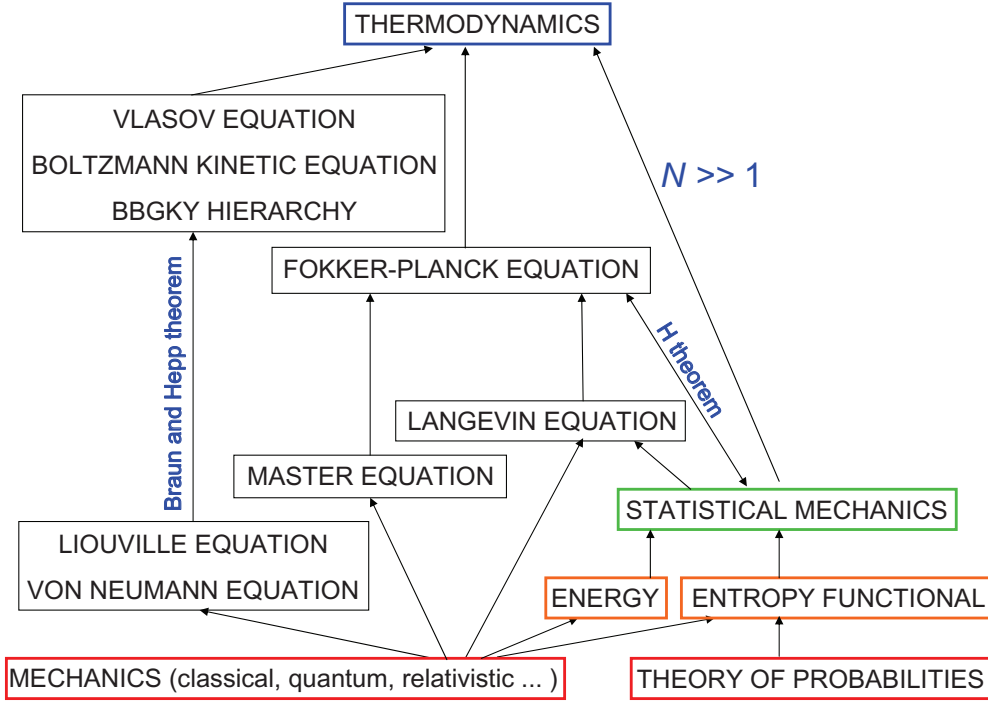 THERMODYNAMICS
VLASOV EQUATION
BOLTZMANN KINETIC EQUATION
BBGKY HIERARCHY
N >> 1
FOKKER-PLANCK EQUATION
Braun and Hepp theorem
H theorem
LANGEVIN EQUATION
MASTER EQUATION
STATISTICAL MECHANICS
LIOUVILLE EQUATION
VON NEUMANN EQUATION
ENERGY
ENTROPY FUNCTIONAL
MECHANICS (classical, quantum, relativistic ... )
THEORY OF PROBABILITIES